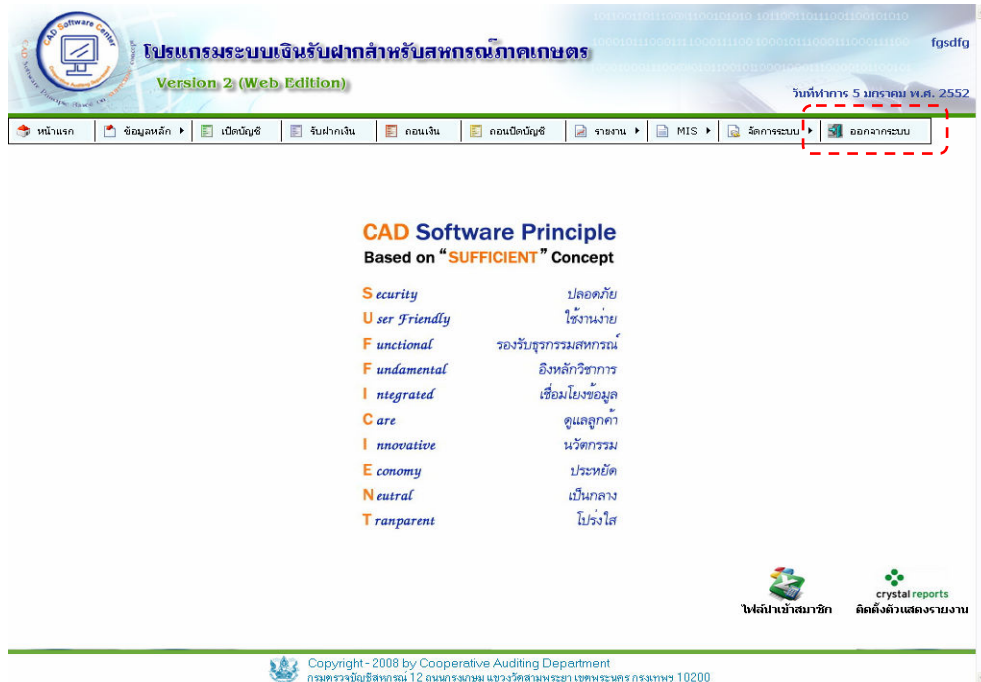 CAD Software Center
โปรแกรมระบบเงินรับฝากสำหรับสหกรณ์ภาคเกษตร
Version 2 (Web Edition)
fgsdfg
วันที่ทำการ 5 มกราคม พ.ศ. 2552
หน้าแรก ข้อมูลหลัก เปิดบัญชี รับฝากเงิน ถอนเงิน ถอนปิดบัญชี รายงาน MIS จัดการระบบ ออกจากระบบ
CAD Software Principle
Based on “SUFFICIENT” Concept
Security ปลอดภัย
User Friendly ใช้งานง่าย
Functional รองรับธุรกรรมสหกรณ์
Fundamental อิงหลักวิชาการ
Integrated เชื่อมโยงข้อมูล
Care ดูแลลูกค้า
Innovative นวัตกรรม
Economy ประหยัด
Neutral เป็นกลาง
Tranparent โปร่งใส
crystal reports
ไฟล์นำเข้าสมาชิก ติดตั้งตัวแสดงรายงาน
Copyright - 2008 by Cooperative Auditing Department
กรมตรวจบัญชีสหกรณ์ 12 ถนนกรุงเกษม แขวงวัดสามพระยา เขตพระนคร กรุงเทพฯ 10200